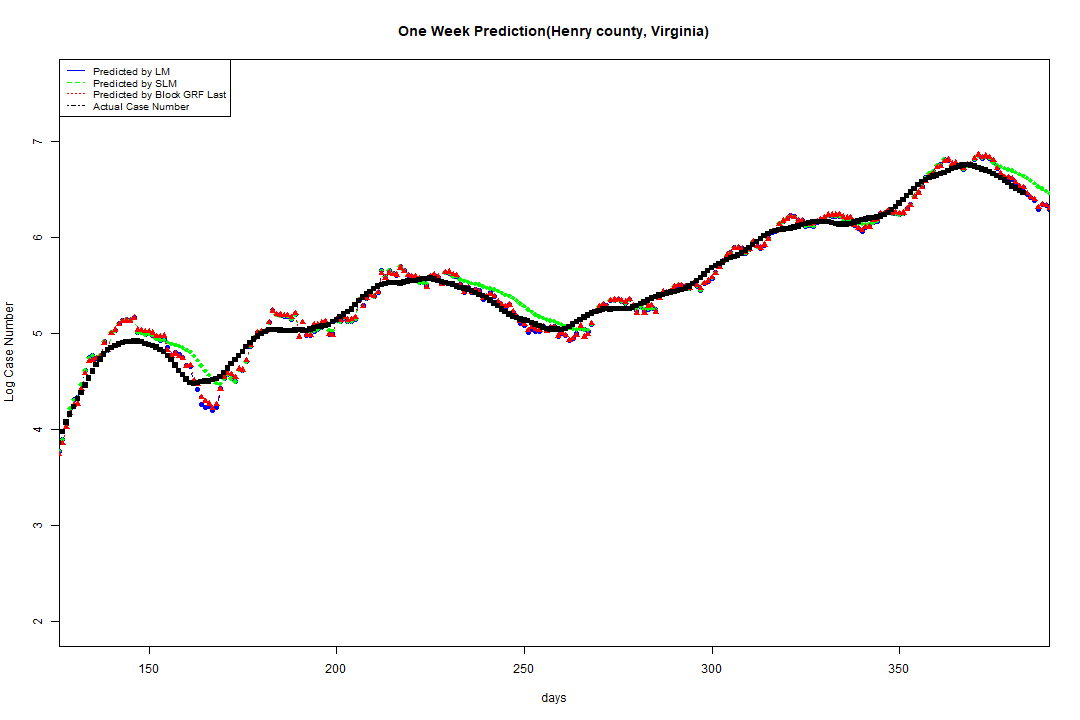 One Week Prediction(Henry county, Virginia)
Predicted by LM
Predicted by SLM
Predicted by Block GRF Last
Actual Case Number
7
6
5
4
3
2
Log Case Number
150 200 250 300 350
days